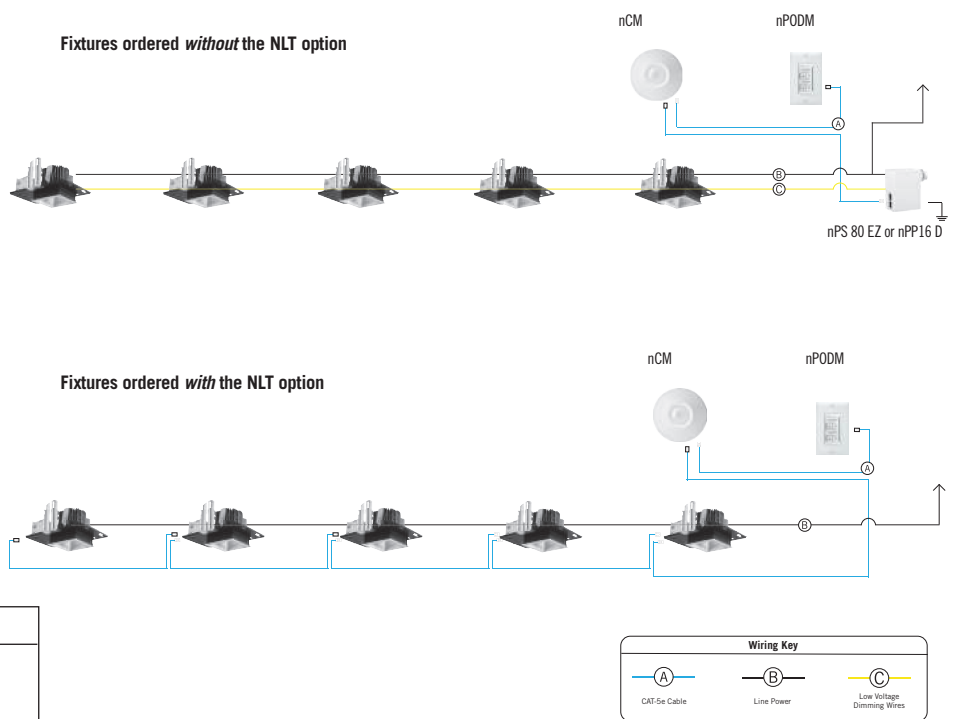 nCM nPODM
Fixtures ordered without the NLT option
A
B
C
nPS 80 EZ or nPP16 D
nCM nPODM
Fixtures ordered with the NLT option
A
B
Wiring Key
A B C
CAT-5e Cable Line Power Low Voltage
Dimming Wires